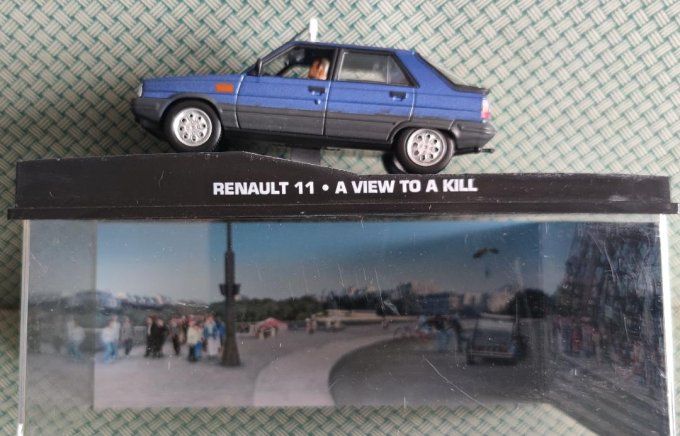 RENAULT 11 • A VIEW TO A KILL